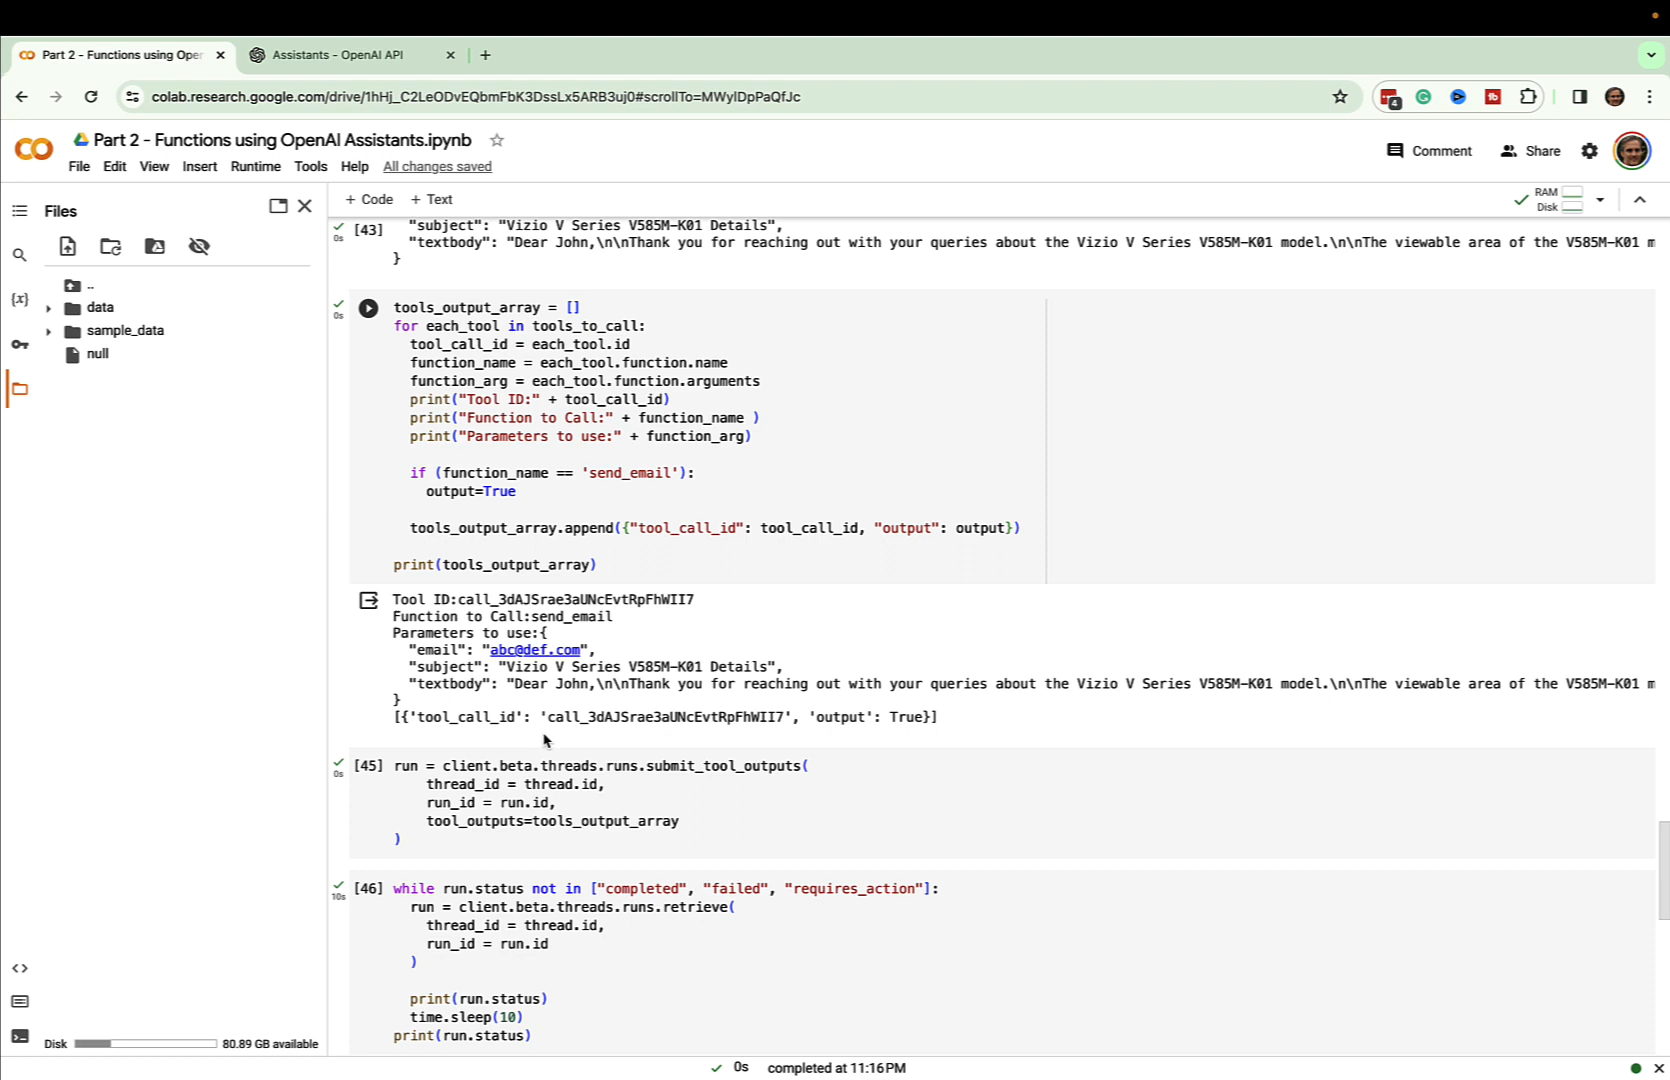 Part 2 - Functions using Oper
Assistants - OpenAI API
colab.research.google.com/drive/1hHj_C2LeODvEQbmFbK3DssLx5ARB3uj0#scrollTo=MWylDpPaQfJc
4
Part 2 - Functions using OpenAI Assistants.ipynb
Comment
Share
File Edit View Insert Runtime Tools Help All changes saved
Files
+ Code + Text
RAM
Disk
..
data
sample_data
null
{x}
[43]
0s
"subject": "Vizio V Series V585M-K01 Details",
"textbody": "Dear John,\n\nThank you for reaching out with your queries about the Vizio V Series V585M-K01 model.\n\nThe viewable area of the V585M-K01 m
}
0s
tools_output_array = []
for each_tool in tools_to_call:
tool_call_id = each_tool.id
function_name = each_tool.function.name
function_arg = each_tool.function.arguments
print("Tool ID:" + tool_call_id)
print("Function to Call:" + function_name )
print("Parameters to use:" + function_arg)
if (function_name == 'send_email'):
output=True
tools_output_array.append({"tool_call_id": tool_call_id, "output": output})
print(tools_output_array)
Tool ID:call_3dAJSrae3aUNcEvtRpFhWII7
Function to Call:send_email
Parameters to use:{
"email": "abc@def.com",
"subject": "Vizio V Series V585M-K01 Details",
"textbody": "Dear John,\n\nThank you for reaching out with your queries about the Vizio V Series V585M-K01 model.\n\nThe viewable area of the V585M-K01 m
}
[{'tool_call_id': 'call_3dAJSrae3aUNcEvtRpFhWII7', 'output': True}]
0s
[45] run = client.beta.threads.runs.submit_tool_outputs(
thread_id = thread.id,
run_id = run.id,
tool_outputs=tools_output_array
)
10s
[46] while run.status not in ["completed", "failed", "requires_action"]:
run = client.beta.threads.runs.retrieve(
thread_id = thread.id,
run_id = run.id
)
print(run.status)
time.sleep(10)
print(run.status)
Disk 80.89 GB available
0s completed at 11:16 PM